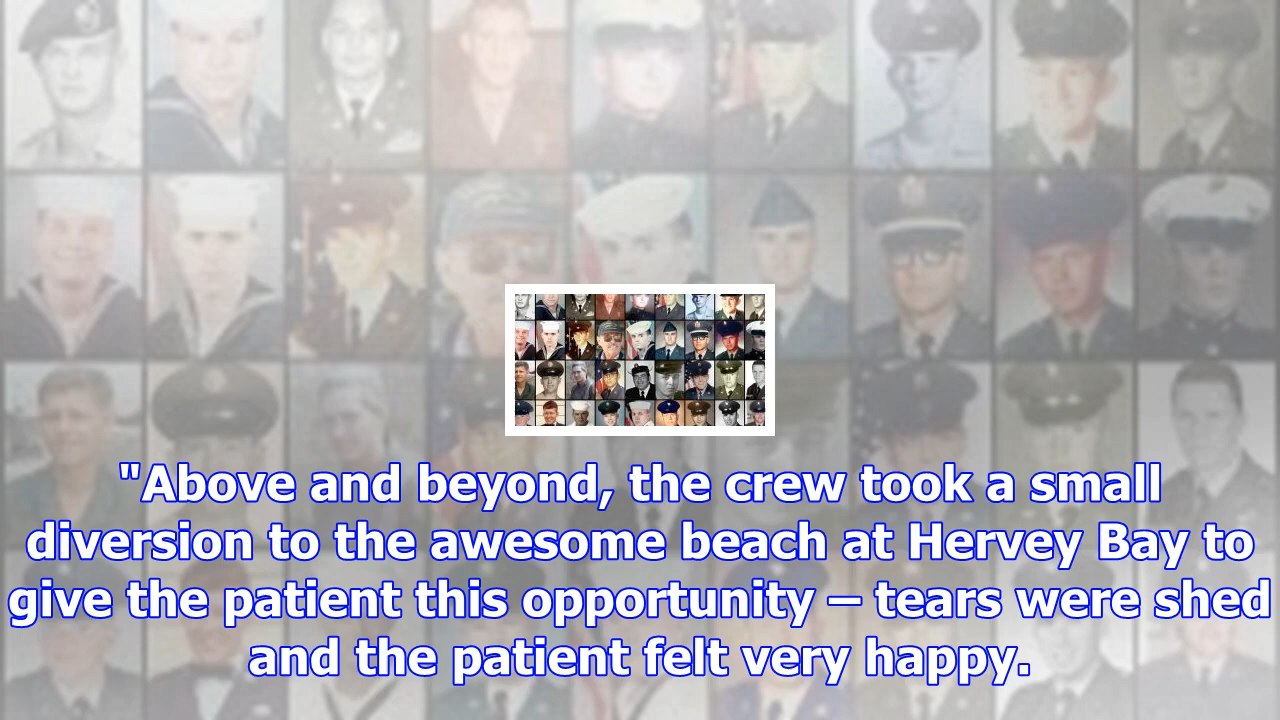 "Above and beyond, the crew took a small
diversion to the awesome beach at Hervey Bay to
give the patient this opportunity – tears were shed
and the patient felt very happy.